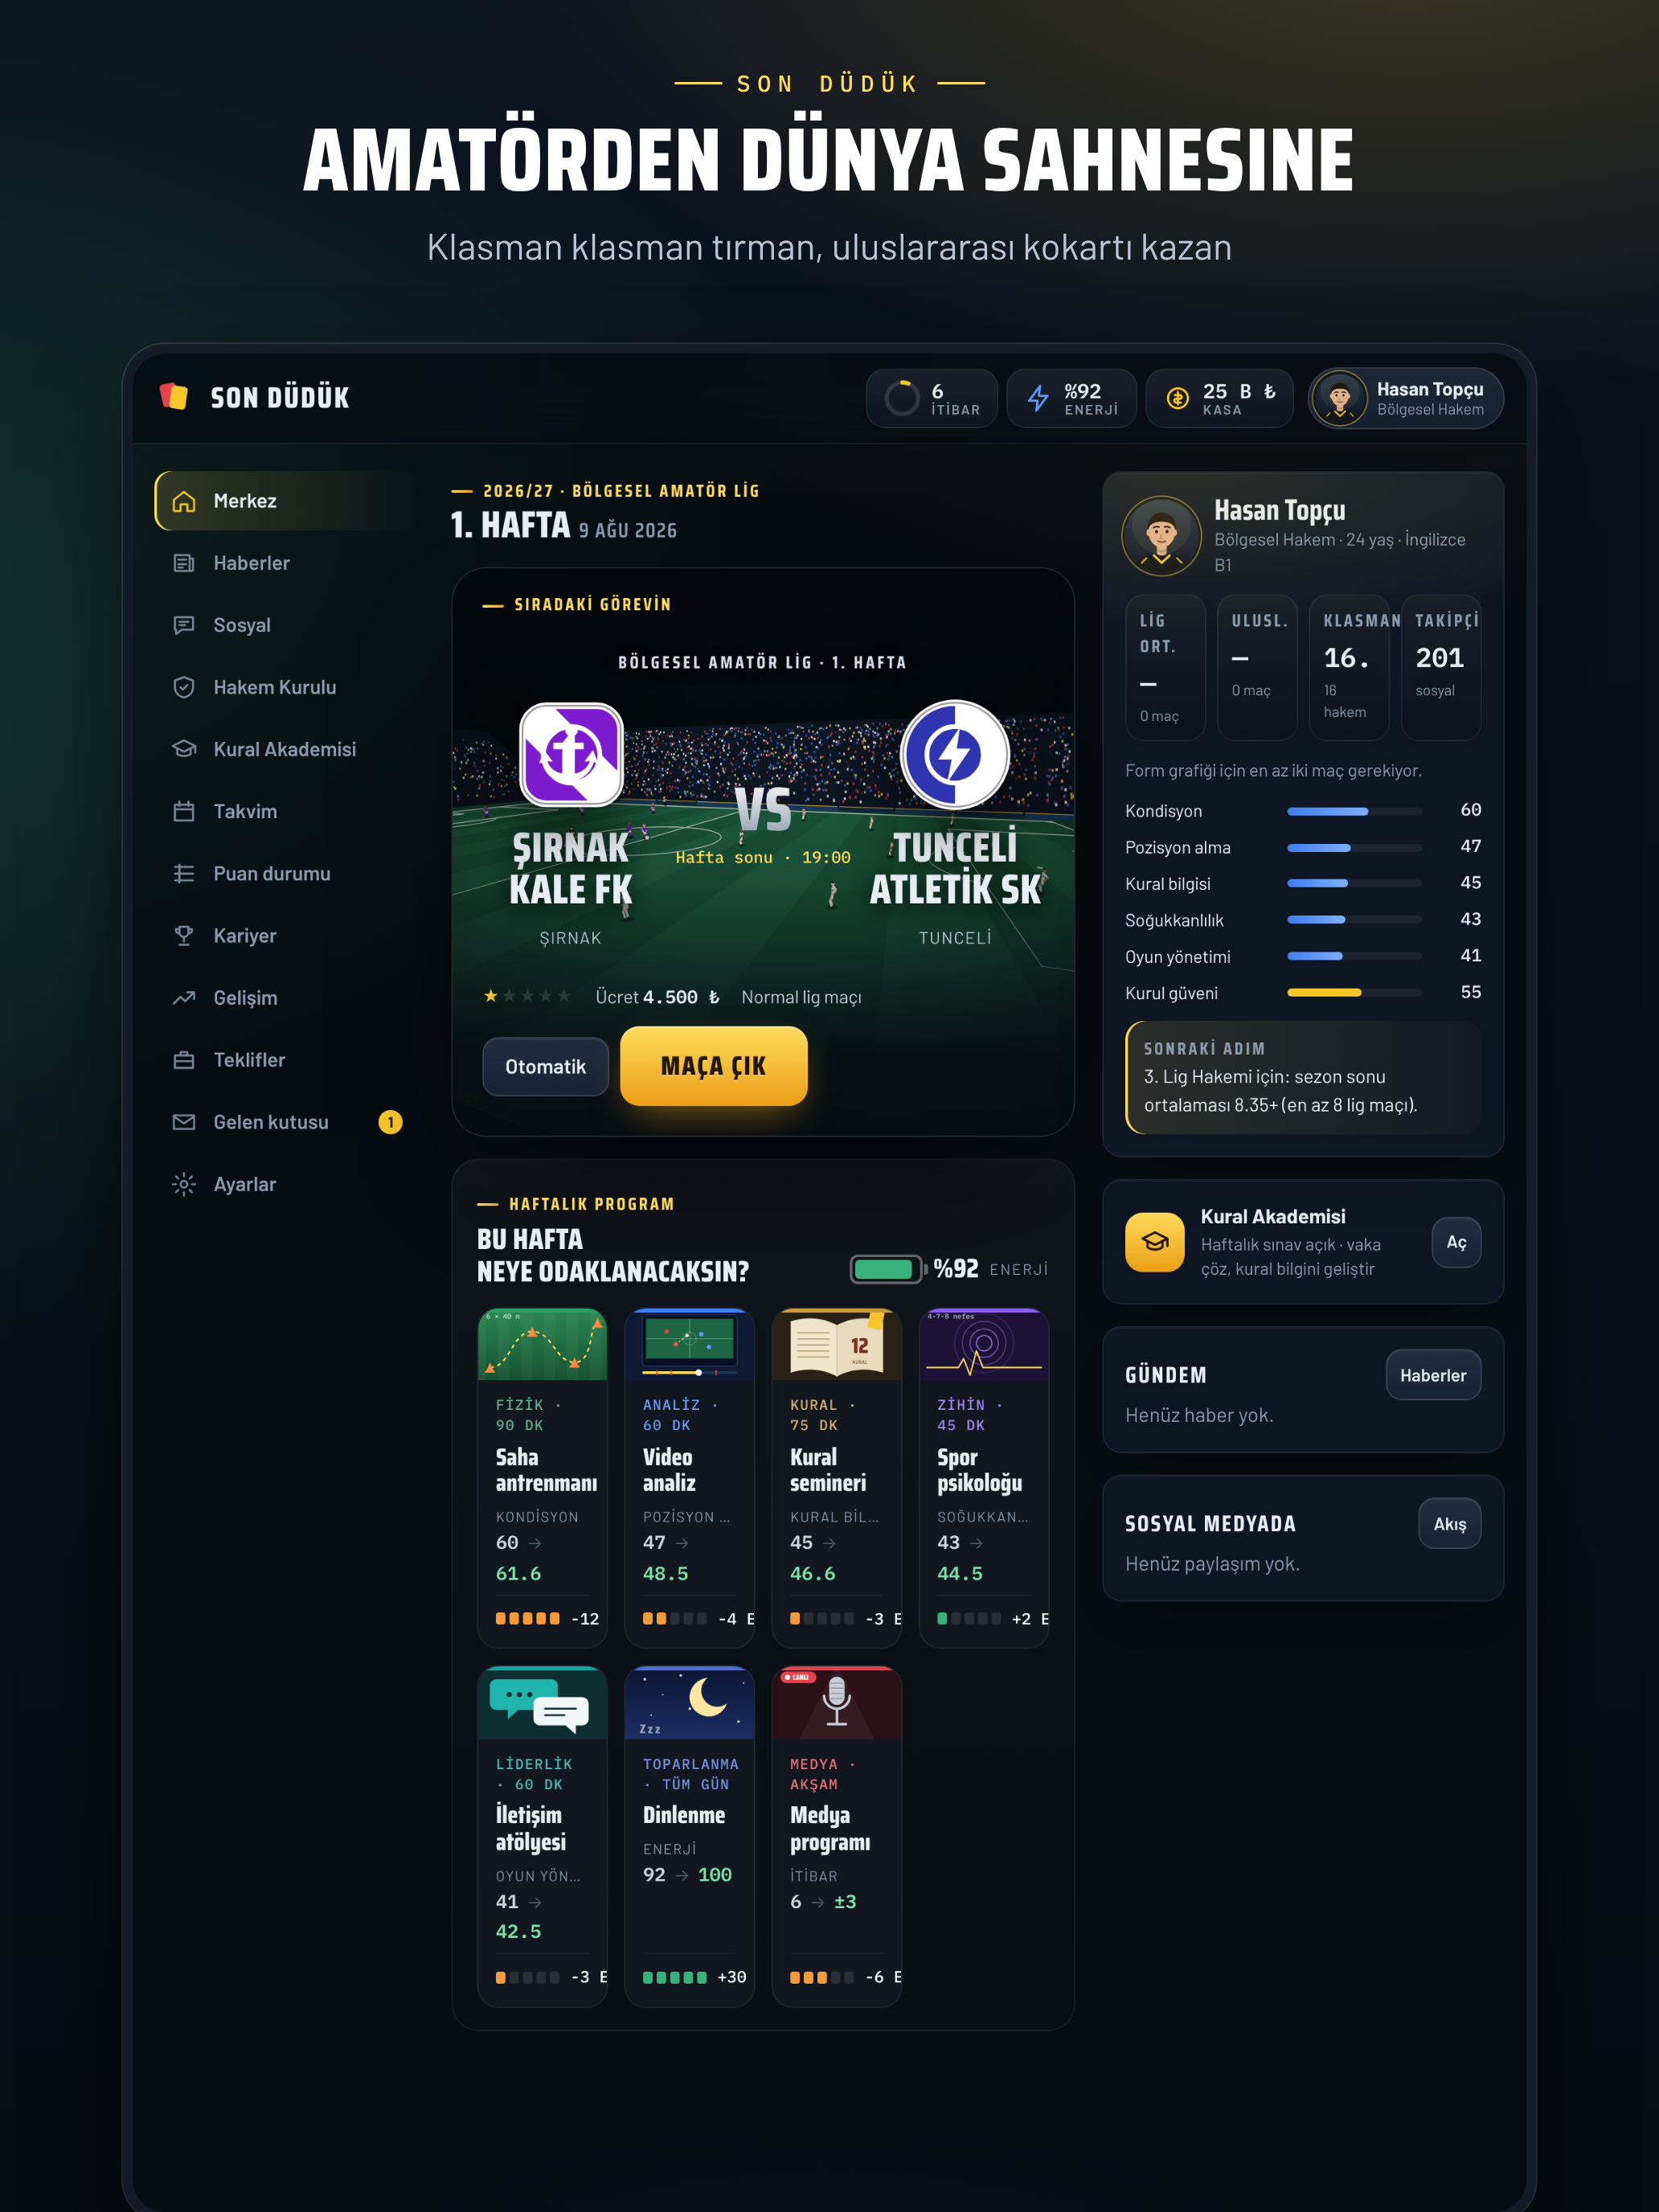 SON DÜDÜK
AMATÖRDEN DÜNYA SAHNESINE
Klasman klasman tırman, uluslararası kokartı kazan
SON DÜDÜK
6
İTİBAR
%92
ENERJİ
25 B ₺
KASA
Hasan Topçu
Bölgesel Hakem
Merkez
Haberler
Sosyal
Hakem Kurulu
Kural Akademisi
Takvim
Puan durumu
Kariyer
Gelişim
Teklifler
Gelen kutusu
1
Ayarlar
2026/27 · BÖLGESEL AMATÖR LİG
1. HAFTA 9 AĞU 2026
SIRADAKİ GÖREVİN
BÖLGESEL AMATÖR LİG · 1. HAFTA
VS
ŞIRNAK
KALE FK
Hafta sonu · 19:00
TUNCELİ
ATLETİK SK
ŞIRNAK
TUNCELİ
Ücret 4.500 ₺ Normal lig maçı
Otomatik
MAÇA ÇIK
HAFTALIK PROGRAM
BU HAFTA
NEYE ODAKLANACAKSIN?
%92 ENERJİ
6 × 40 m
FİZİK ·
90 DK
Saha
antrenmanı
KONDİSYON
60 →
61.6
-12
ANALİZ ·
60 DK
Video
analiz
POZİSYON ...
47 →
48.5
-4 E
12
KURAL
KURAL ·
75 DK
Kural
semineri
KURAL BİL...
45 →
46.6
-3 E
4-7-8 nefes
ZİHİN ·
45 DK
Spor
psikoloğu
SOĞUKKAN...
43 →
44.5
+2 E
LİDERLİK
· 60 DK
İletişim
atölyesi
OYUN YÖN...
41 →
42.5
-3 E
Zzz
TOPARLANMA
· TÜM GÜN
Dinlenme
ENERJİ
92 → 100
+30
CANLI
MEDYA ·
AKŞAM
Medya
programı
İTİBAR
6 → ±3
-6 E
Hasan Topçu
Bölgesel Hakem · 24 yaş · İngilizce
B1
LİG
ORT.
—
0 maç
ULUSL.
—
0 maç
KLASMAN
16.
16
hakem
TAKİPÇİ
201
sosyal
Form grafiği için en az iki maç gerekiyor.
Kondisyon 60
Pozisyon alma 47
Kural bilgisi 45
Soğukkanlılık 43
Oyun yönetimi 41
Kurul güveni 55
SONRAKİ ADIM
3. Lig Hakemi için: sezon sonu
ortalaması 8.35+ (en az 8 lig maçı).
Kural Akademisi
Haftalık sınav açık · vaka
çöz, kural bilgini geliştir
Aç
GÜNDEM
Haberler
Henüz haber yok.
SOSYAL MEDYADA
Akış
Henüz paylaşım yok.